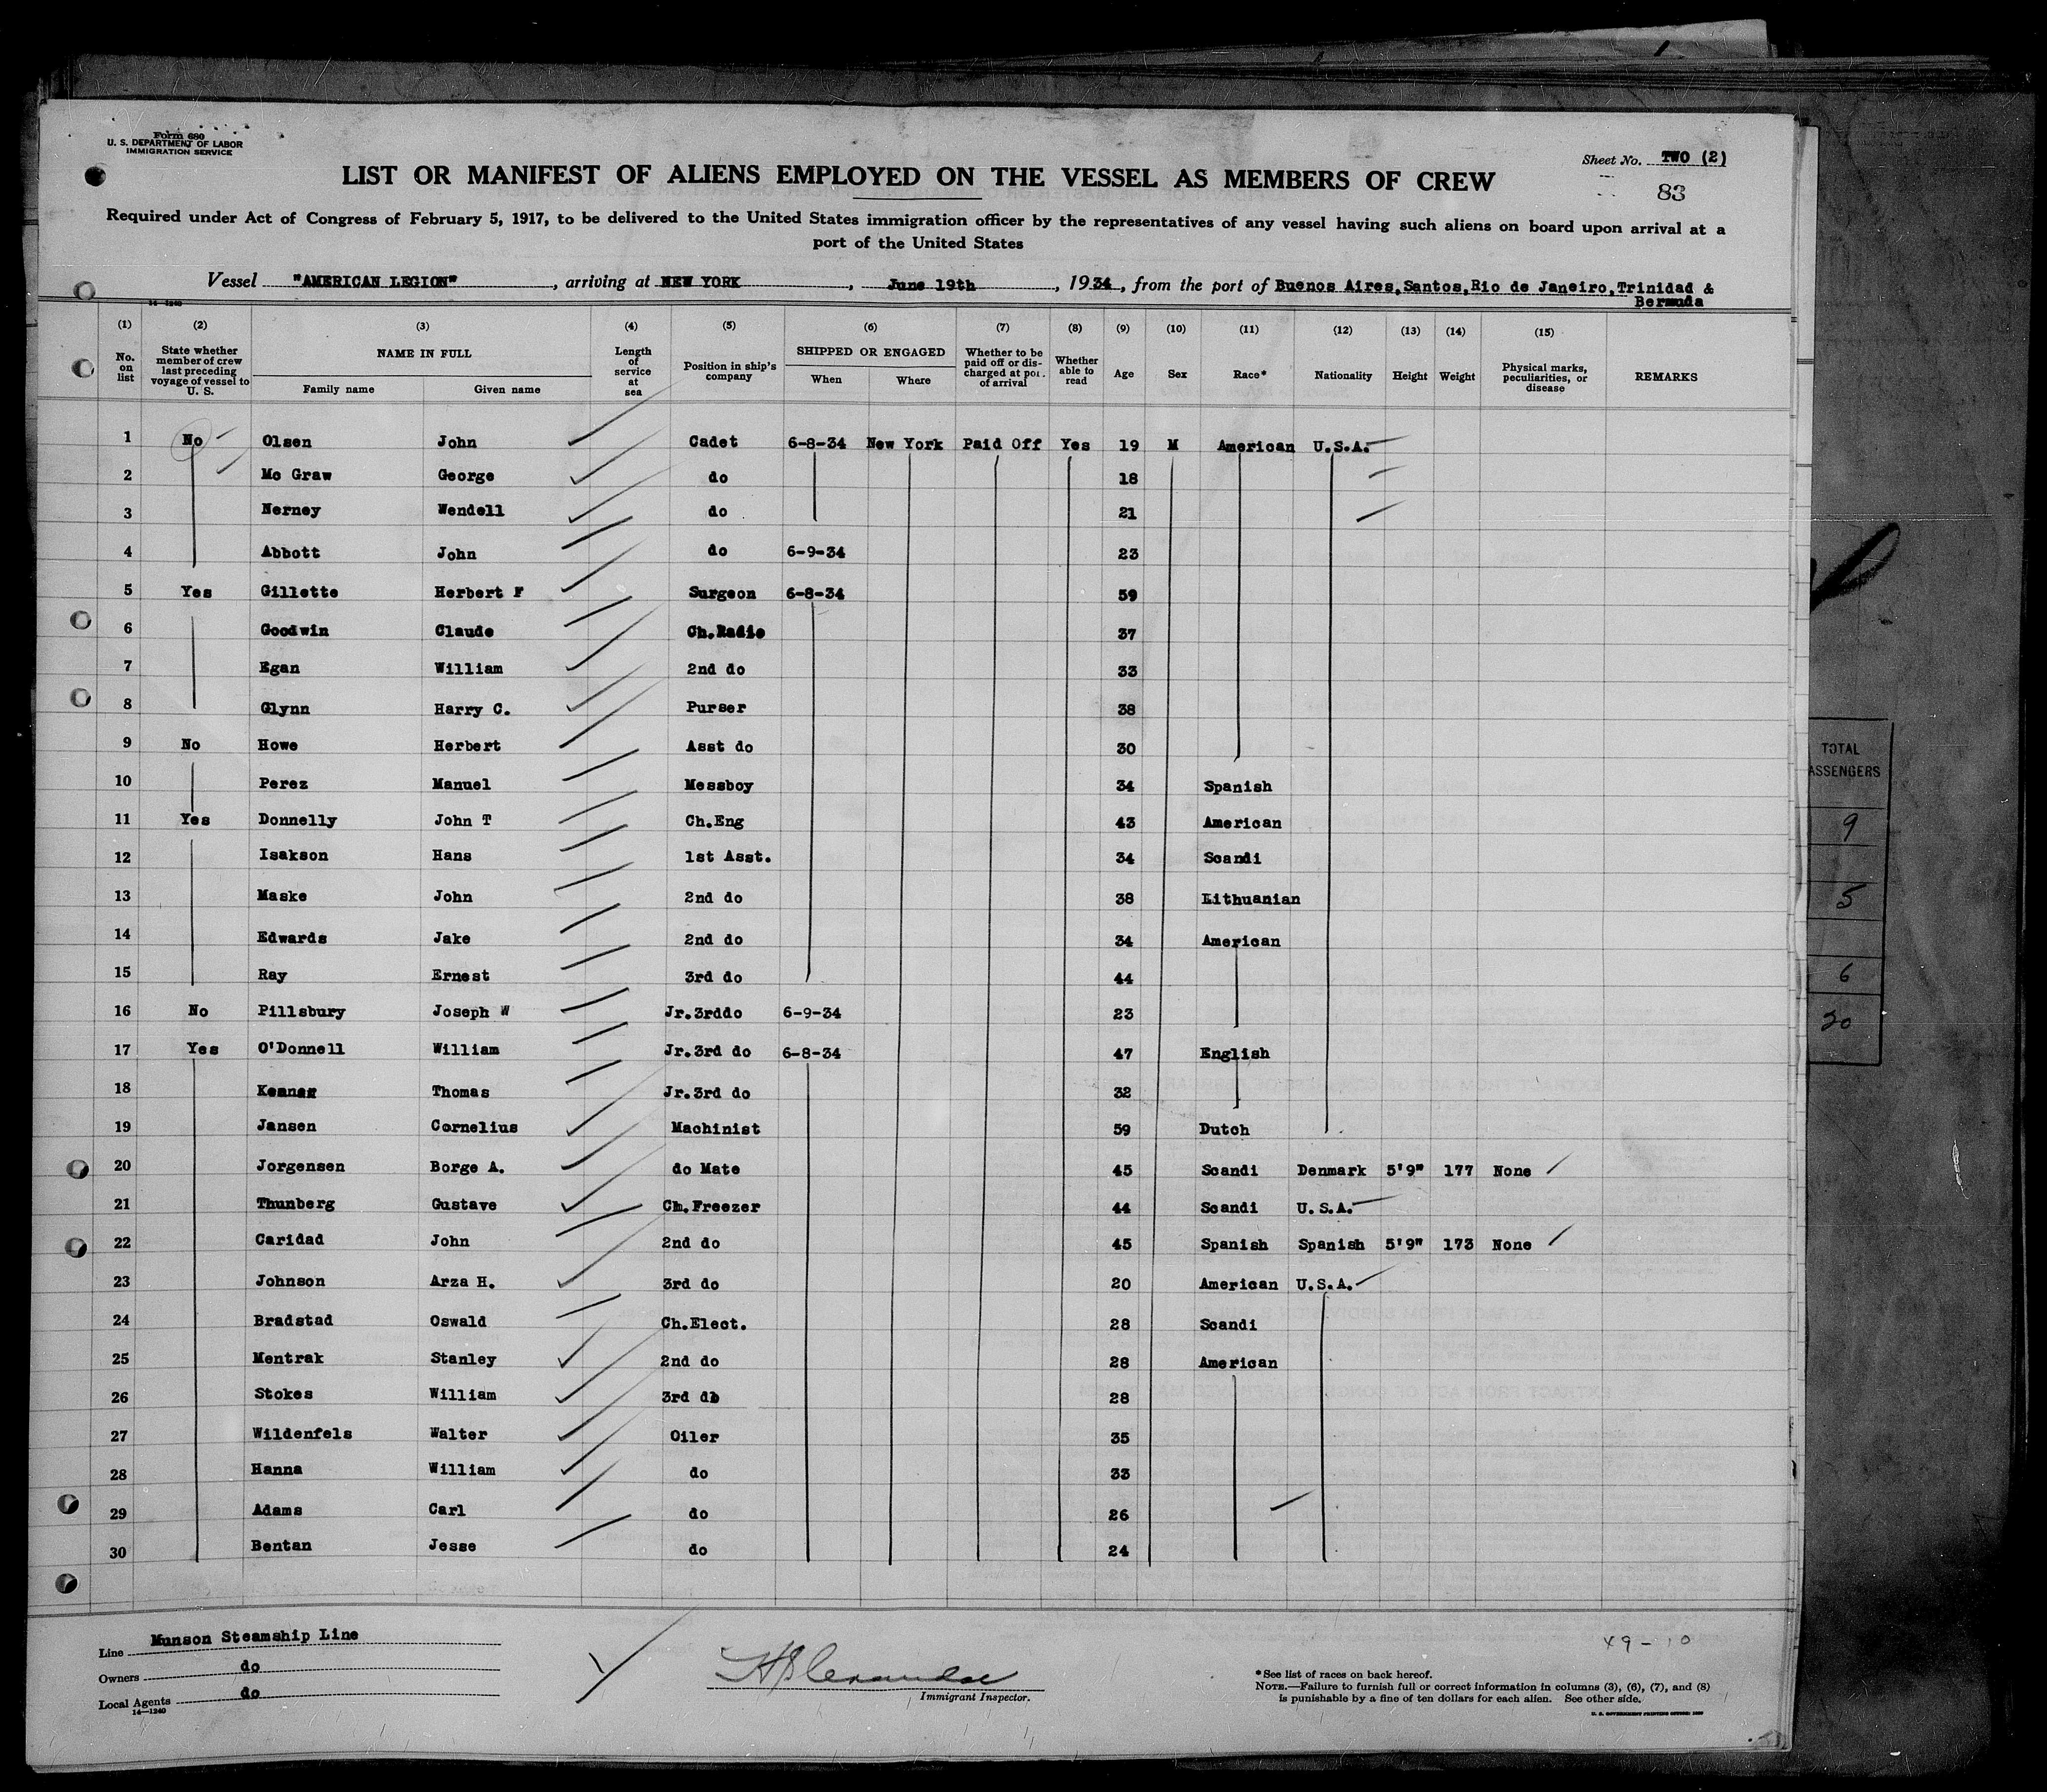 Form 680
U. S. DEPARTMENT OF LABOR
IMMIGRATION SERVICE
Sheet No. TWO (2)
83
LIST OR MANIFEST OF ALIENS EMPLOYED ON THE VESSEL AS MEMBERS OF CREW
Required under Act of Congress of February 5, 1917, to be delivered to the United States immigration officer by the representatives of any vessel having such aliens on board upon arrival at a
port of the United States
Vessel "AMERICAN LEGION", arriving at NEW YORK, June 19th, 1934, from the port of Buenos Aires,Santos,Rio de Janeiro,Trinidad &
Bermuda
14-1240
(1) (2) (3) (4) (5) (6) (7) (8) (9) (10) (11) (12) (13) (14) (15)
No. on list
State whether member of crew last preceding voyage of vessel to U. S.
NAME IN FULL
Family name Given name
Length of service at sea
Position in ship's company
SHIPPED OR ENGAGED
When Where
Whether to be paid off or discharged at port of arrival
Whether able to read
Age Sex Race* Nationality Height Weight
Physical marks, peculiarities, or disease
REMARKS
1 No Olsen John Cadet 6-8-34 New York Paid Off Yes 19 M American U.S.A.
2 Mc Graw George do 18
3 Nerney Wendell do 21
4 Abbott John do 6-9-34 23
5 Yes Gillette Herbert F Surgeon 6-8-34 59
6 Goodwin Claude Ch.Radio 37
7 Egan William 2nd do 33
8 Glynn Harry C. Purser 38
9 No Howe Herbert Asst do 30
10 Perez Manuel Messboy 34 Spanish
11 Yes Donnelly John T Ch.Eng 43 American
12 Isakson Hans 1st Asst. 34 Scandi
13 Maske John 2nd do 38 Lithuanian
14 Edwards Jake 2nd do 34 American
15 Ray Ernest 3rd do 44
16 No Pillsbury Joseph W Jr.3rddo 6-9-34 23
17 Yes O'Donnell William Jr.3rd do 6-8-34 47 English
18 Thomas Jr.3rd do 32
19 Jansen Cornelius Machinist 59 Dutch
20 Jorgensen Borge A. do Mate 45 Scandi Denmark 5'9" 177 None
21 Thunberg Gustave Ch.Freezer 44 Scandi U.S.A.
22 Caridad John 2nd do 45 Spanish Spanish 5'9" 173 None
23 Johnson Arza H. 3rd do 20 American U.S.A.
24 Bradstad Oswald Ch.Elect. 28 Scandi
25 Mentrak Stanley 2nd do 28 American
26 Stokes William 3rd do 28
27 Wildenfels Walter Oiler 35
28 Hanna William do 33
29 Adams Carl do 26
30 Bentan Jesse do 24
Line Munson Steamship Line
Owners do
Local Agents do
14-1240
Immigrant Inspector.
49-10
*See list of races on back hereof.
NOTE.—Failure to furnish full or correct information in columns (3), (6), (7), and (8)
is punishable by a fine of ten dollars for each alien. See other side.
TOTAL
PASSENGERS
9
5
6
20